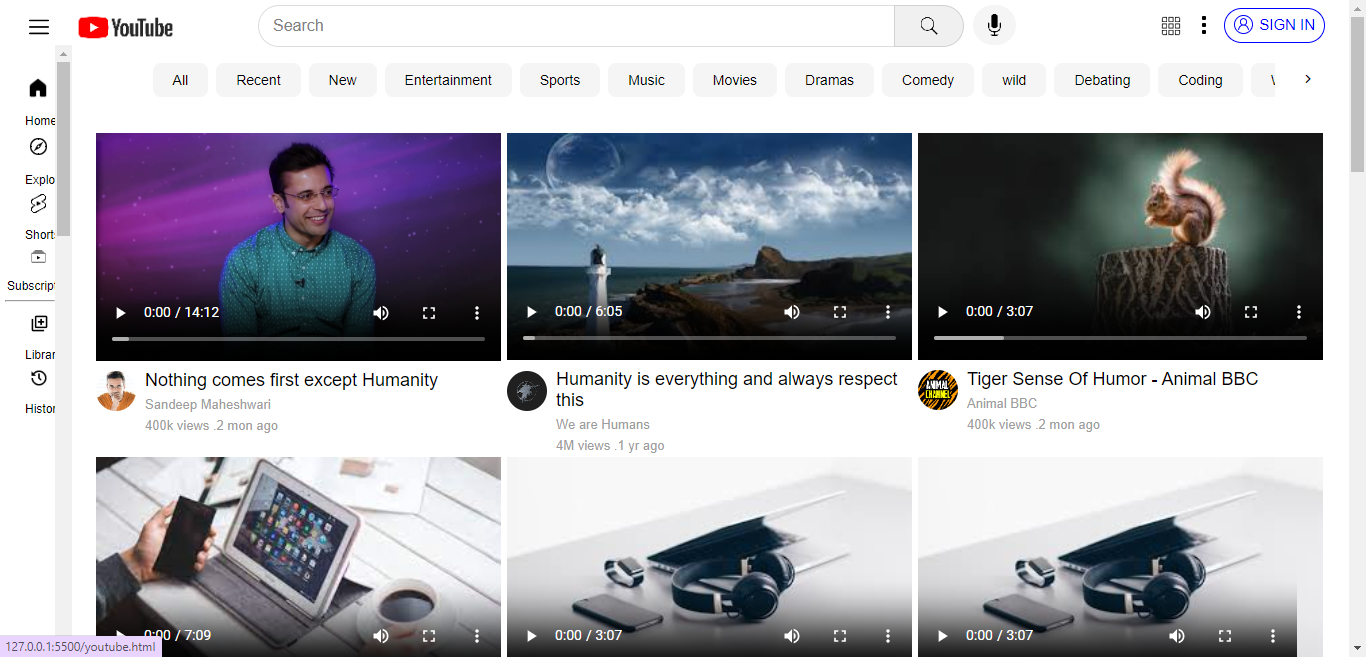 YouTube
Search
SIGN IN
All
Recent
New
Entertainment
Sports
Music
Movies
Dramas
Comedy
wild
Debating
Coding
Home
Explo
Shorts
Subscript
Librar
Histor
0:00 / 14:12
0:00 / 6:05
0:00 / 3:07
Nothing comes first except Humanity
Sandeep Maheshwari
400k views .2 mon ago
Humanity is everything and always respect
this
We are Humans
4M views .1 yr ago
ANIMAL
CHANNEL
Tiger Sense Of Humor - Animal BBC
Animal BBC
400k views .2 mon ago
0:00 / 7:09
0:00 / 3:07
0:00 / 3:07
127.0.0.1:5500/youtube.html